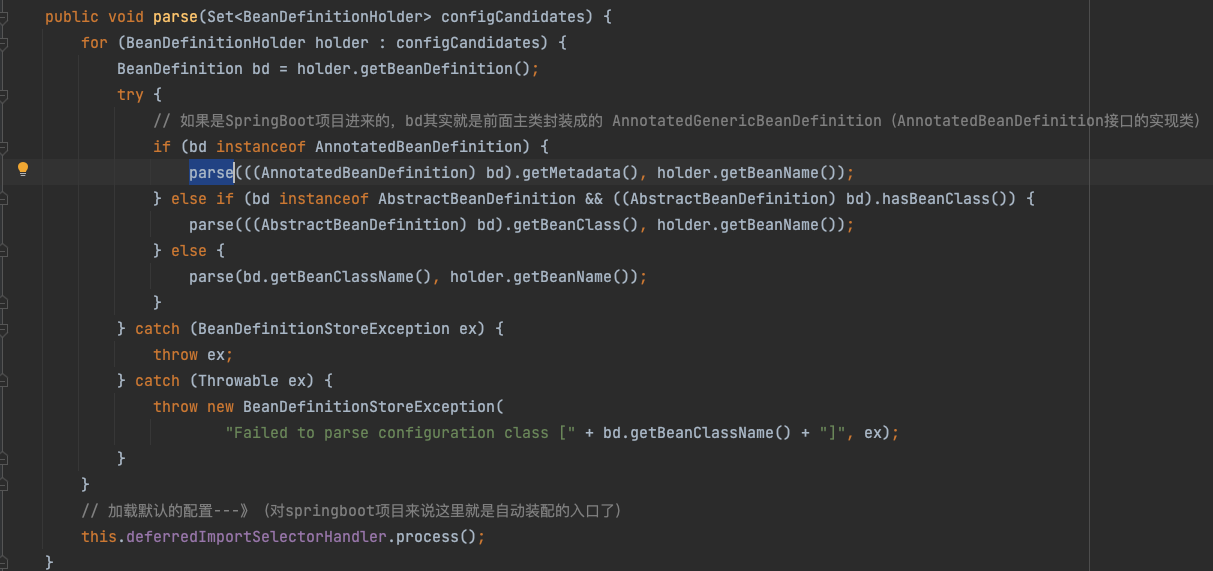 public void parse(Set<BeanDefinitionHolder> configCandidates) {
for (BeanDefinitionHolder holder : configCandidates) {
BeanDefinition bd = holder.getBeanDefinition();
try {
// 如果是SpringBoot项目进来的，bd其实就是前面主类封装成的 AnnotatedGenericBeanDefinition（AnnotatedBeanDefinition接口的实现类）
if (bd instanceof AnnotatedBeanDefinition) {
parse(((AnnotatedBeanDefinition) bd).getMetadata(), holder.getBeanName());
} else if (bd instanceof AbstractBeanDefinition && ((AbstractBeanDefinition) bd).hasBeanClass()) {
parse(((AbstractBeanDefinition) bd).getBeanClass(), holder.getBeanName());
} else {
parse(bd.getBeanClassName(), holder.getBeanName());
}
} catch (BeanDefinitionStoreException ex) {
throw ex;
} catch (Throwable ex) {
throw new BeanDefinitionStoreException(
"Failed to parse configuration class [" + bd.getBeanClassName() + "]", ex);
}
}
// 加载默认的配置---》（对springboot项目来说这里就是自动装配的入口了）
this.deferredImportSelectorHandler.process();
}